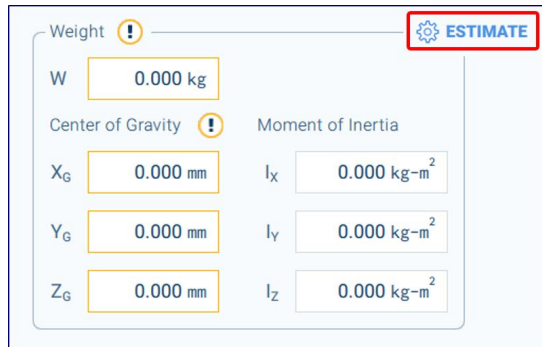 Weight ! ESTIMATE
W 0.000 kg
Center of Gravity ! Moment of Inertia
XG 0.000 mm IX 0.000 kg-m²
YG 0.000 mm IY 0.000 kg-m²
ZG 0.000 mm IZ 0.000 kg-m²